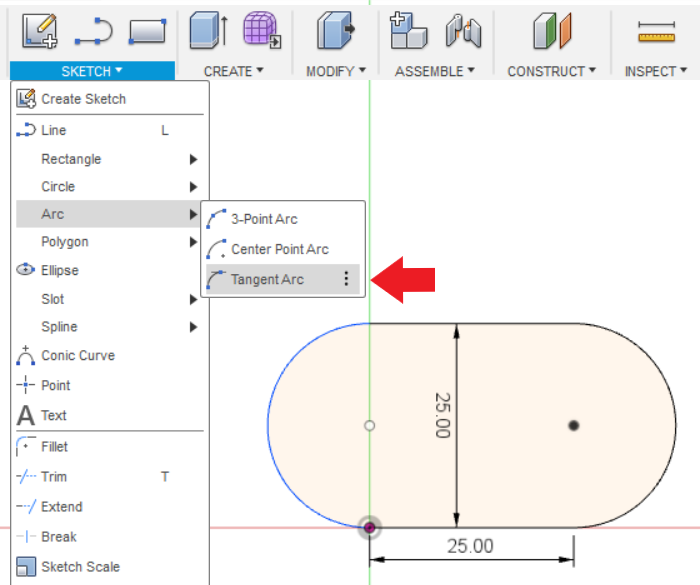 SKETCH CREATE MODIFY ASSEMBLE CONSTRUCT INSPECT
Create Sketch
Line L
Rectangle
Circle
Arc
3-Point Arc
Polygon
Center Point Arc
Ellipse
Tangent Arc
Slot
Spline
Conic Curve
Point
A Text
Fillet
Trim T
Extend
Break
Sketch Scale
25.00
25.00